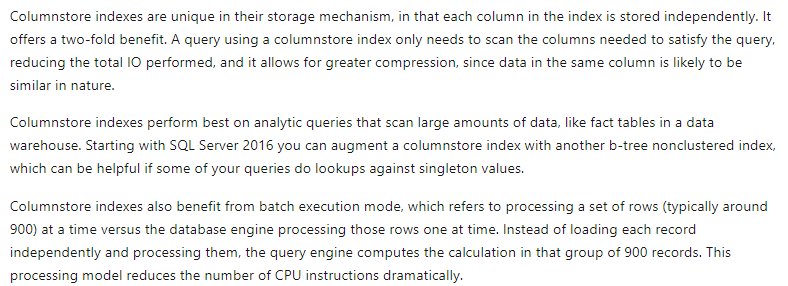 Columnstore indexes are unique in their storage mechanism, in that each column in the index is stored independently. It
offers a two-fold benefit. A query using a columnstore index only needs to scan the columns needed to satisfy the query,
reducing the total IO performed, and it allows for greater compression, since data in the same column is likely to be
similar in nature.
Columnstore indexes perform best on analytic queries that scan large amounts of data, like fact tables in a data
warehouse. Starting with SQL Server 2016 you can augment a columnstore index with another b-tree nonclustered index,
which can be helpful if some of your queries do lookups against singleton values.
Columnstore indexes also benefit from batch execution mode, which refers to processing a set of rows (typically around
900) at a time versus the database engine processing those rows one at time. Instead of loading each record
independently and processing them, the query engine computes the calculation in that group of 900 records. This
processing model reduces the number of CPU instructions dramatically.